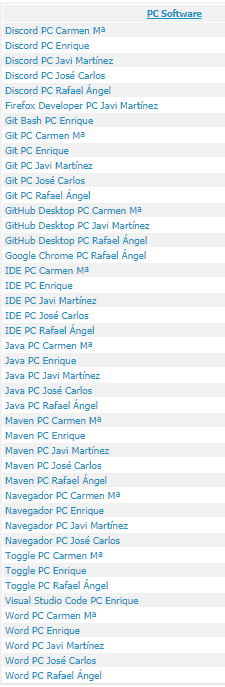 PC Software
Discord PC Carmen Mª
Discord PC Enrique
Discord PC Javi Martínez
Discord PC José Carlos
Discord PC Rafael Ángel
Firefox Developer PC Javi Martínez
Git Bash PC Enrique
Git PC Carmen Mª
Git PC Enrique
Git PC Javi Martínez
Git PC José Carlos
Git PC Rafael Ángel
GitHub Desktop PC Carmen Mª
GitHub Desktop PC Javi Martínez
GitHub Desktop PC Rafael Ángel
Google Chrome PC Rafael Ángel
IDE PC Carmen Mª
IDE PC Enrique
IDE PC Javi Martínez
IDE PC José Carlos
IDE PC Rafael Ángel
Java PC Carmen Mª
Java PC Enrique
Java PC Javi Martínez
Java PC José Carlos
Java PC Rafael Ángel
Maven PC Carmen Mª
Maven PC Enrique
Maven PC Javi Martínez
Maven PC José Carlos
Maven PC Rafael Ángel
Navegador PC Carmen Mª
Navegador PC Enrique
Navegador PC Javi Martínez
Navegador PC José Carlos
Toggle PC Carmen Mª
Toggle PC Enrique
Toggle PC Rafael Ángel
Visual Studio Code PC Enrique
Word PC Carmen Mª
Word PC Enrique
Word PC Javi Martínez
Word PC José Carlos
Word PC Rafael Ángel